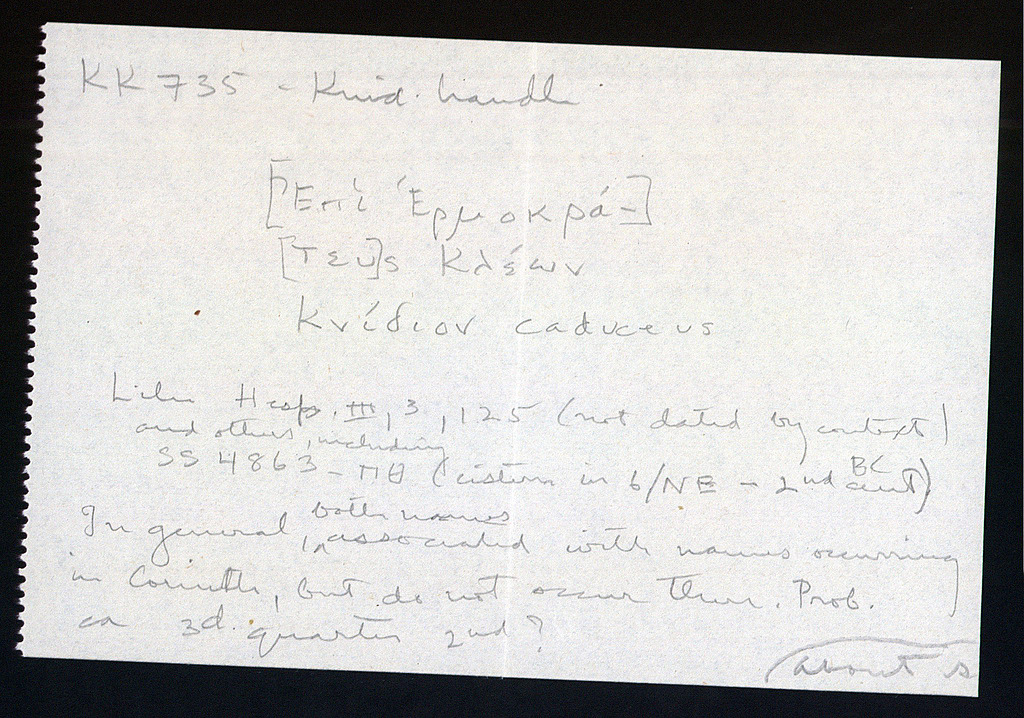 KK 735 - Knid. handle
[Ἐπὶ Ἑρμοκρά-]
[τευ]ς Κλέων
Κνίδιον caduceus
Like Hesp. III, 3, 125 (not dated by context)
and others, including
SS 4863 - ΠΘ (cistern in 6/NE - 2nd cent BC)
In general, both names associated with names occurring
in Corinth, but do not occur there. Prob.
ca 3d. quarter 2nd?
about